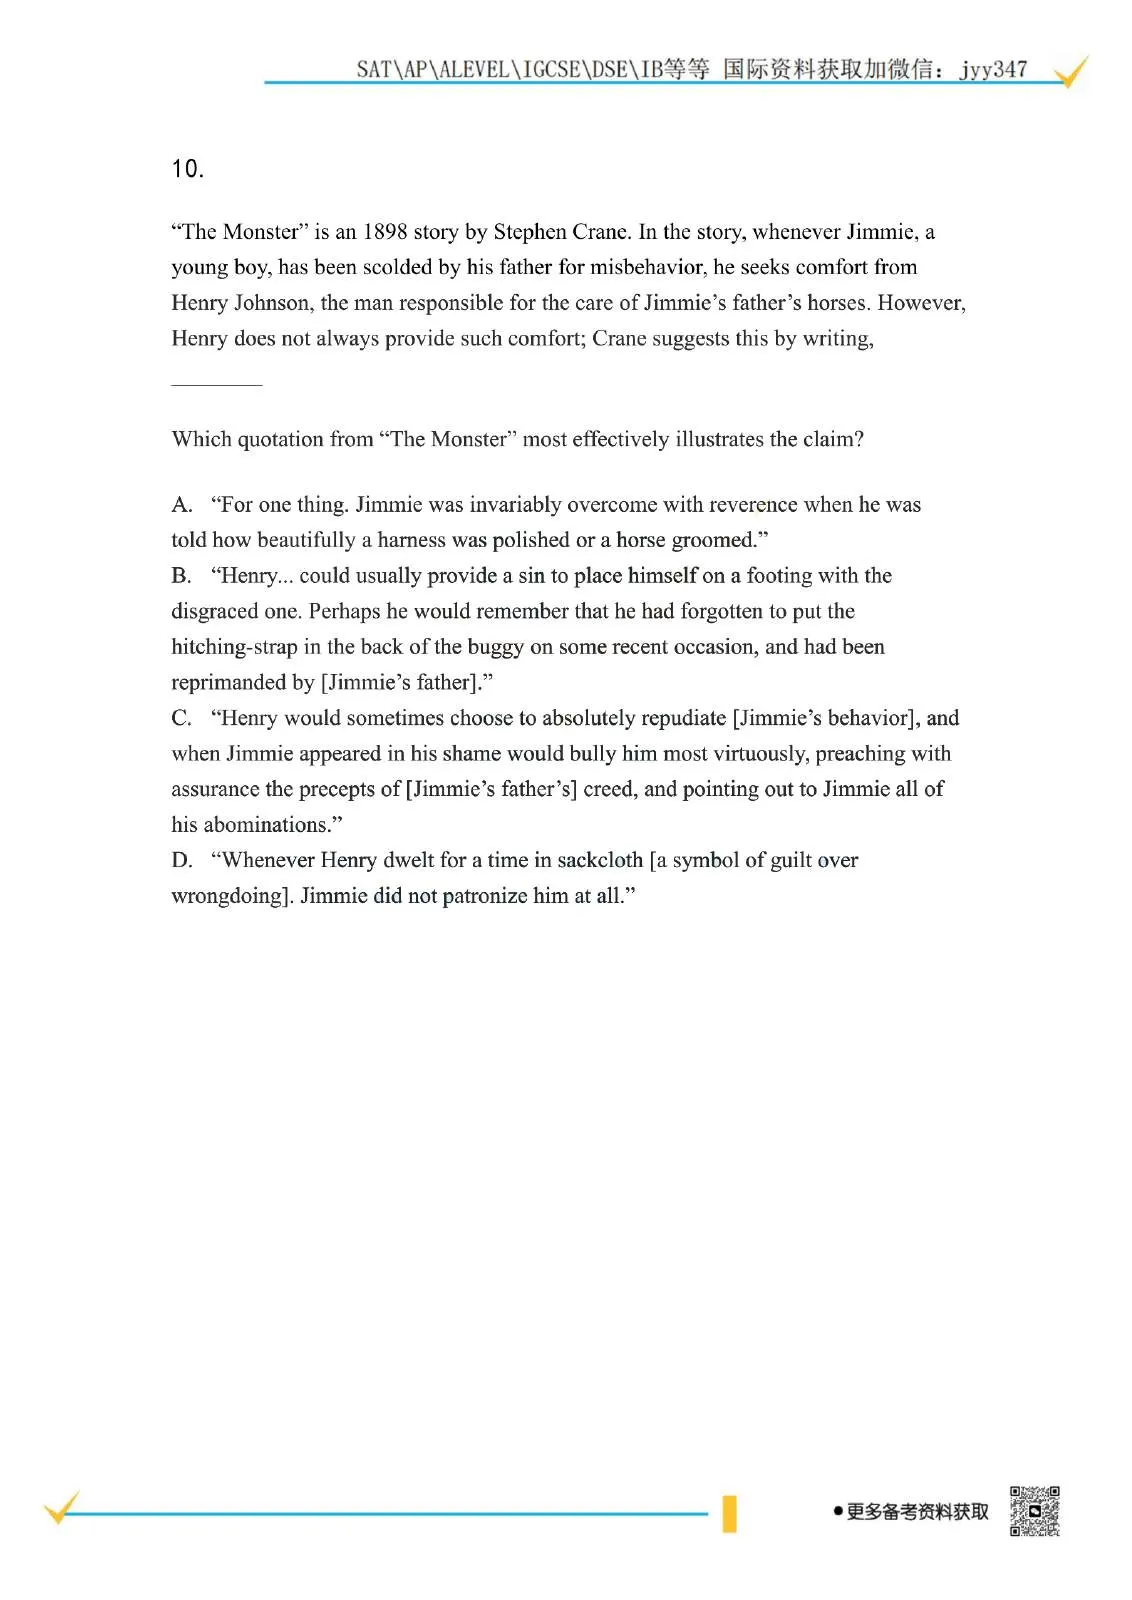 SAT\AP\ALEVEL\IGCSE\DSE\IB等等 国际资料获取加微信：jyy347
10.
“The Monster” is an 1898 story by Stephen Crane. In the story, whenever Jimmie, a
young boy, has been scolded by his father for misbehavior, he seeks comfort from
Henry Johnson, the man responsible for the care of Jimmie’s father’s horses. However,
Henry does not always provide such comfort; Crane suggests this by writing,
________
Which quotation from “The Monster” most effectively illustrates the claim?
A. “For one thing. Jimmie was invariably overcome with reverence when he was
told how beautifully a harness was polished or a horse groomed.”
B. “Henry... could usually provide a sin to place himself on a footing with the
disgraced one. Perhaps he would remember that he had forgotten to put the
hitching-strap in the back of the buggy on some recent occasion, and had been
reprimanded by [Jimmie’s father].”
C. “Henry would sometimes choose to absolutely repudiate [Jimmie’s behavior], and
when Jimmie appeared in his shame would bully him most virtuously, preaching with
assurance the precepts of [Jimmie’s father’s] creed, and pointing out to Jimmie all of
his abominations.”
D. “Whenever Henry dwelt for a time in sackcloth [a symbol of guilt over
wrongdoing]. Jimmie did not patronize him at all.”
●更多备考资料获取